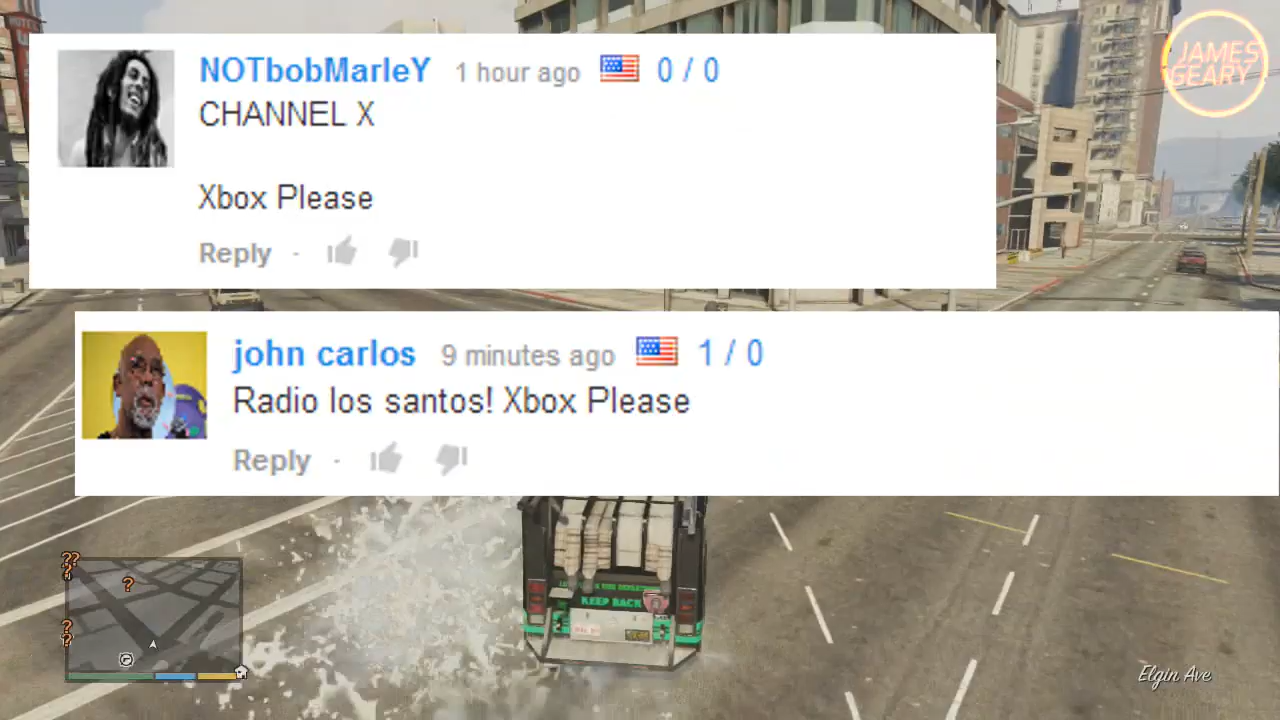 NOTbobMarleY 1 hour ago 0 / 0
CHANNEL X
Xbox Please
Reply ·
john carlos 9 minutes ago 1 / 0
Radio los santos! Xbox Please
Reply ·
JAMES
GEARY
KEEP BACK
Elgin Ave